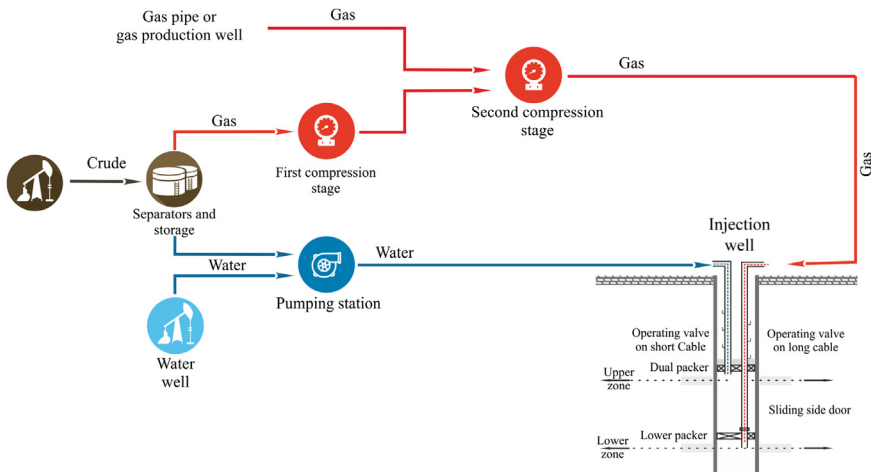 Gas pipe or
gas production well
Gas
Gas
Second compression
stage
Gas
First compression
stage
Crude
Separators and
storage
Gas
Water
Water
Pumping station
Water
well
Injection
well
Operating valve
on short Cable
Operating valve
on long cable
Upper
zone
Dual packer
Sliding side door
Lower
zone
Lower packer